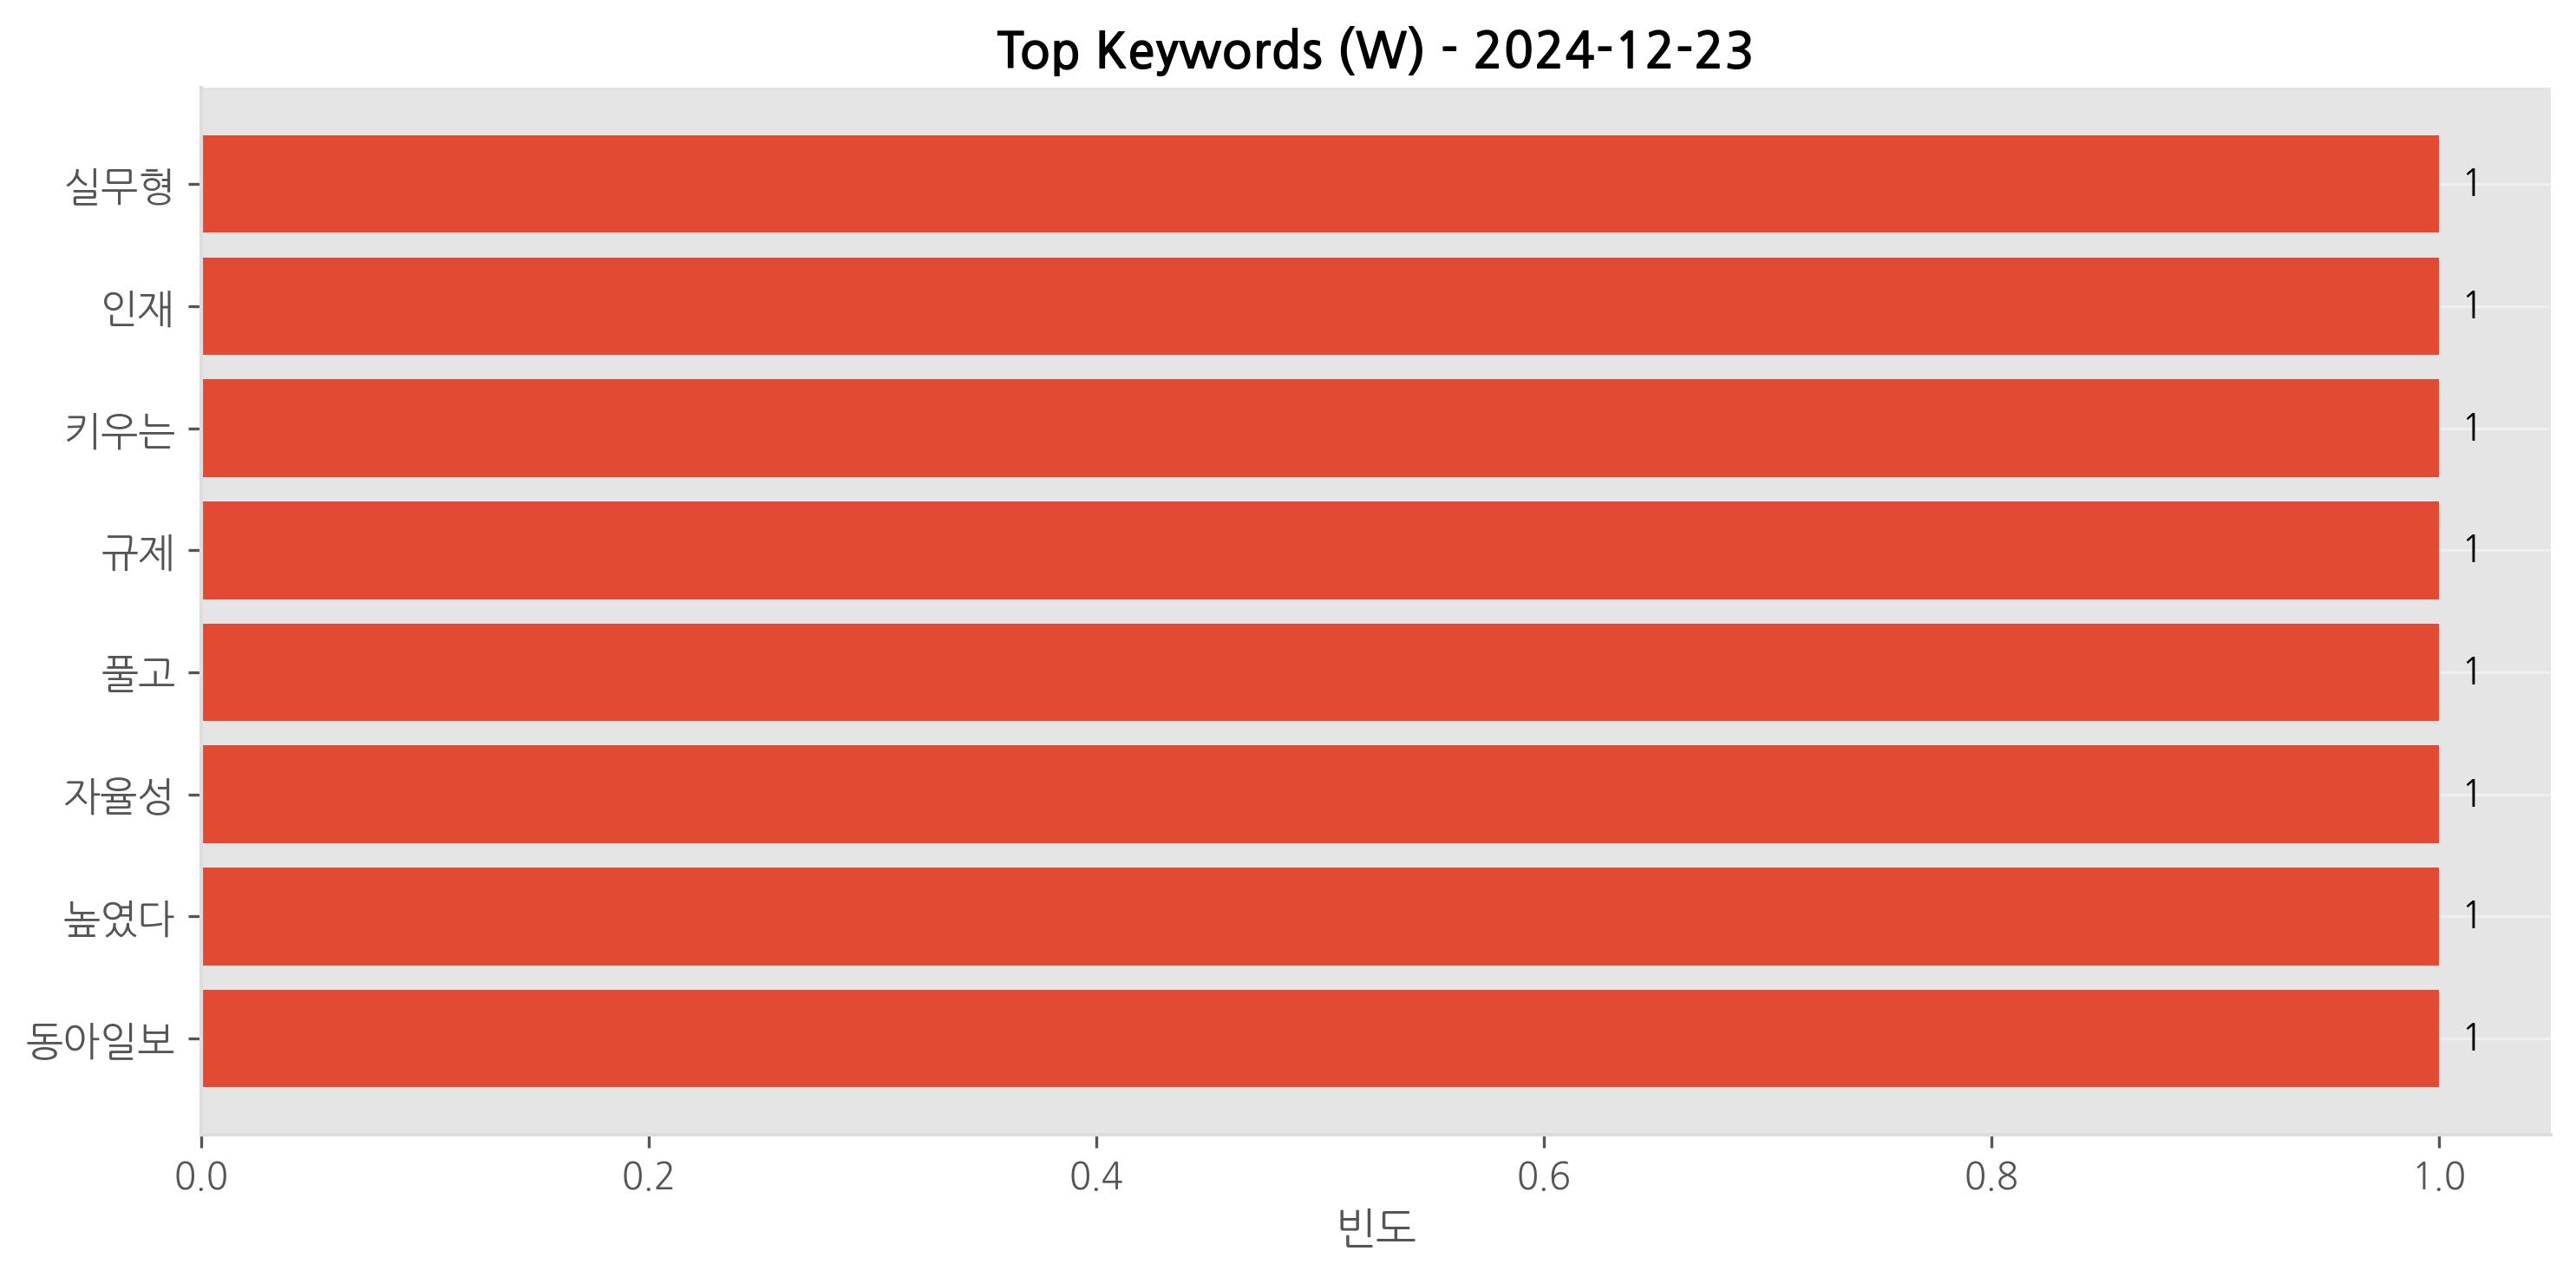 Top Keywords (W) - 2024-12-23
실무형 1
인재 1
키우는 1
규제 1
풀고 1
자율성 1
높였다 1
동아일보 1
0.0 0.2 0.4 0.6 0.8 1.0
빈도